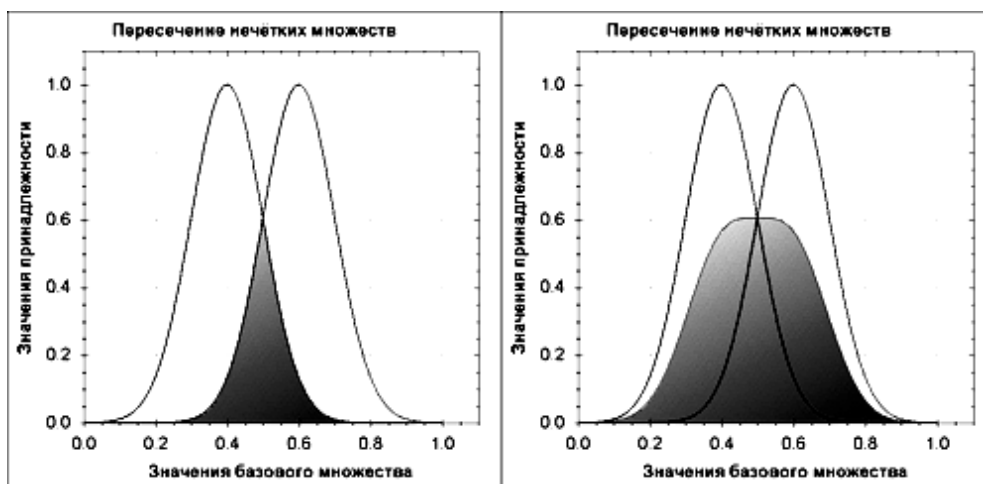 Пересечение нечётких множеств
Значения принадлежности
1.0
0.8
0.6
0.4
0.2
0.0
0.0 0.2 0.4 0.6 0.8 1.0
Значения базового множества
Пересечение нечётких множеств
Значения принадлежности
1.0
0.8
0.6
0.4
0.2
0.0
0.0 0.2 0.4 0.6 0.8 1.0
Значения базового множества